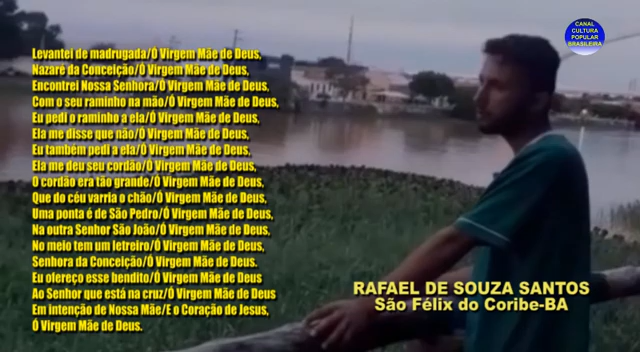 Levantei de madrugada/Ó Virgem Mãe de Deus,
Nazaré da Conceição/Ó Virgem Mãe de Deus,
Encontrei Nossa Senhora/Ó Virgem Mãe de Deus,
Com o seu raminho na mão/Ó Virgem Mãe de Deus,
Eu pedi o raminho a ela/Ó Virgem Mãe de Deus,
Ela me disse que não/Ó Virgem Mãe de Deus,
Eu também pedi a ela/Ó Virgem Mãe de Deus,
Ela me deu seu cordão/Ó Virgem Mãe de Deus,
O cordão era tão grande/Ó Virgem Mãe de Deus,
Que do céu varria o chão/Ó Virgem Mãe de Deus,
Uma ponta é de São Pedro/Ó Virgem Mãe de Deus,
Na outra Senhor São João/Ó Virgem Mãe de Deus,
No meio tem um letreiro/Ó Virgem Mãe de Deus,
Senhora da Conceição/Ó Virgem Mãe de Deus.
Eu ofereço esse bendito/Ó Virgem Mãe de Deus
Ao Senhor que está na cruz/Ó Virgem Mãe de Deus
Em intenção de Nossa Mãe/E o Coração de Jesus,
Ó Virgem Mãe de Deus.
CANAL
CULTURA
POPULAR
BRASILEIRA
RAFAEL DE SOUZA SANTOS
São Félix do Coribe-BA